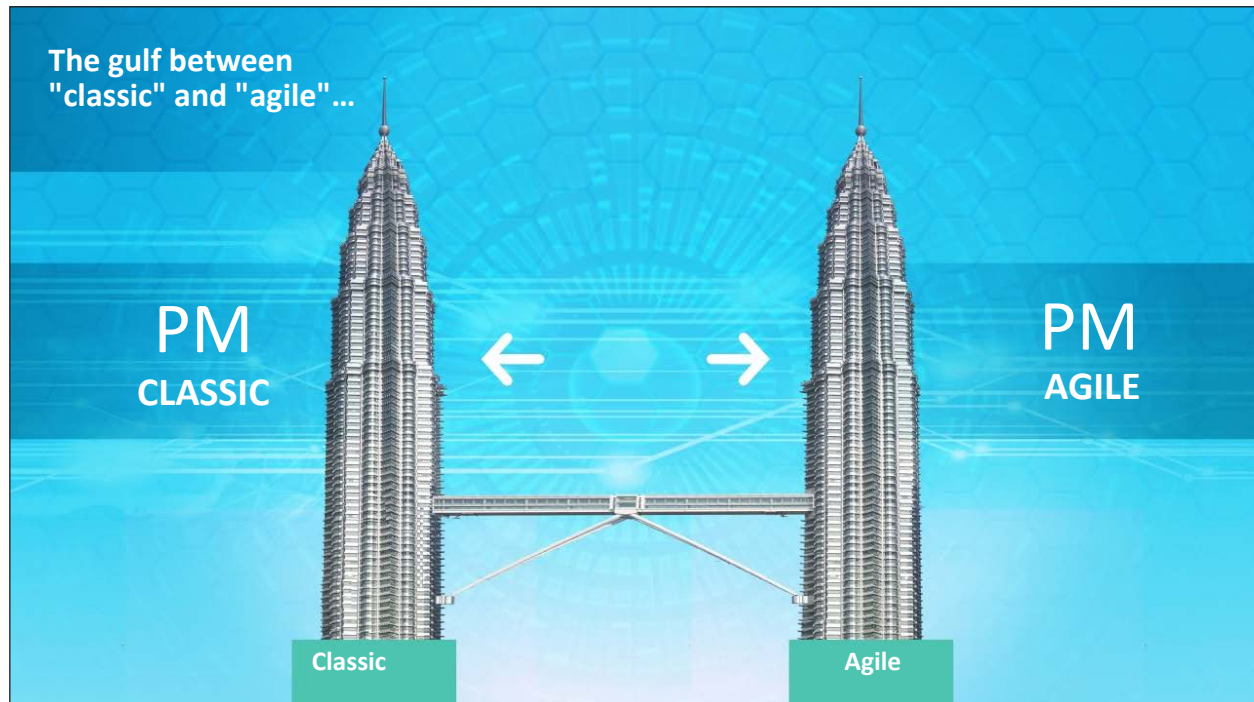 The gulf between
"classic" and "agile"...
PM
CLASSIC
PM
AGILE
Classic
Agile